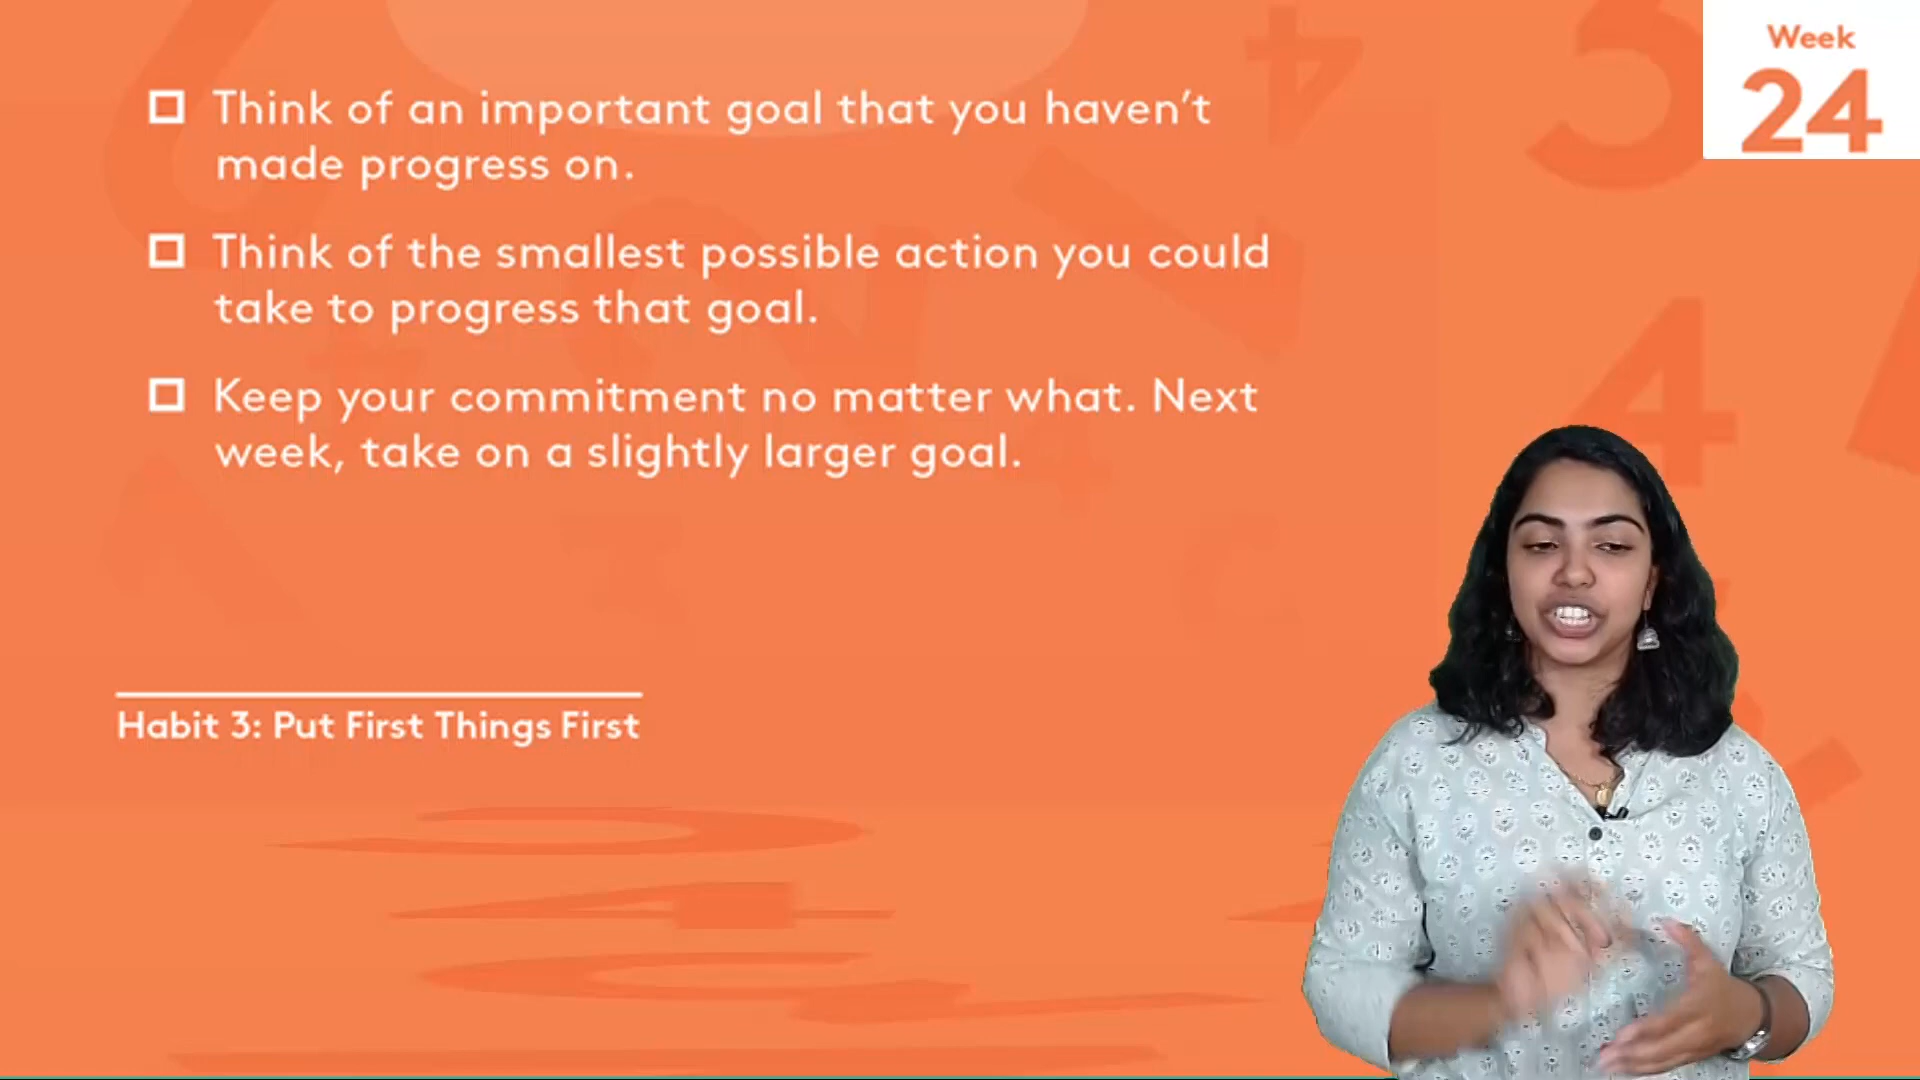 Week
24
Think of an important goal that you haven't
made progress on.
Think of the smallest possible action you could
take to progress that goal.
Keep your commitment no matter what. Next
week, take on a slightly larger goal.
Habit 3: Put First Things First